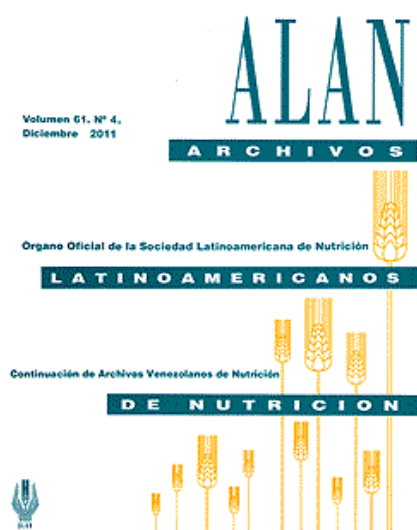 ALAN
Volumen 61. Nº 4,
Diciembre 2011
ARCHIVOS
Organo Oficial de la Sociedad Latinoamericana de Nutrición
LATINOAMERICANOS
Continuación de Archivos Venezolanos de Nutrición
DE NUTRICION